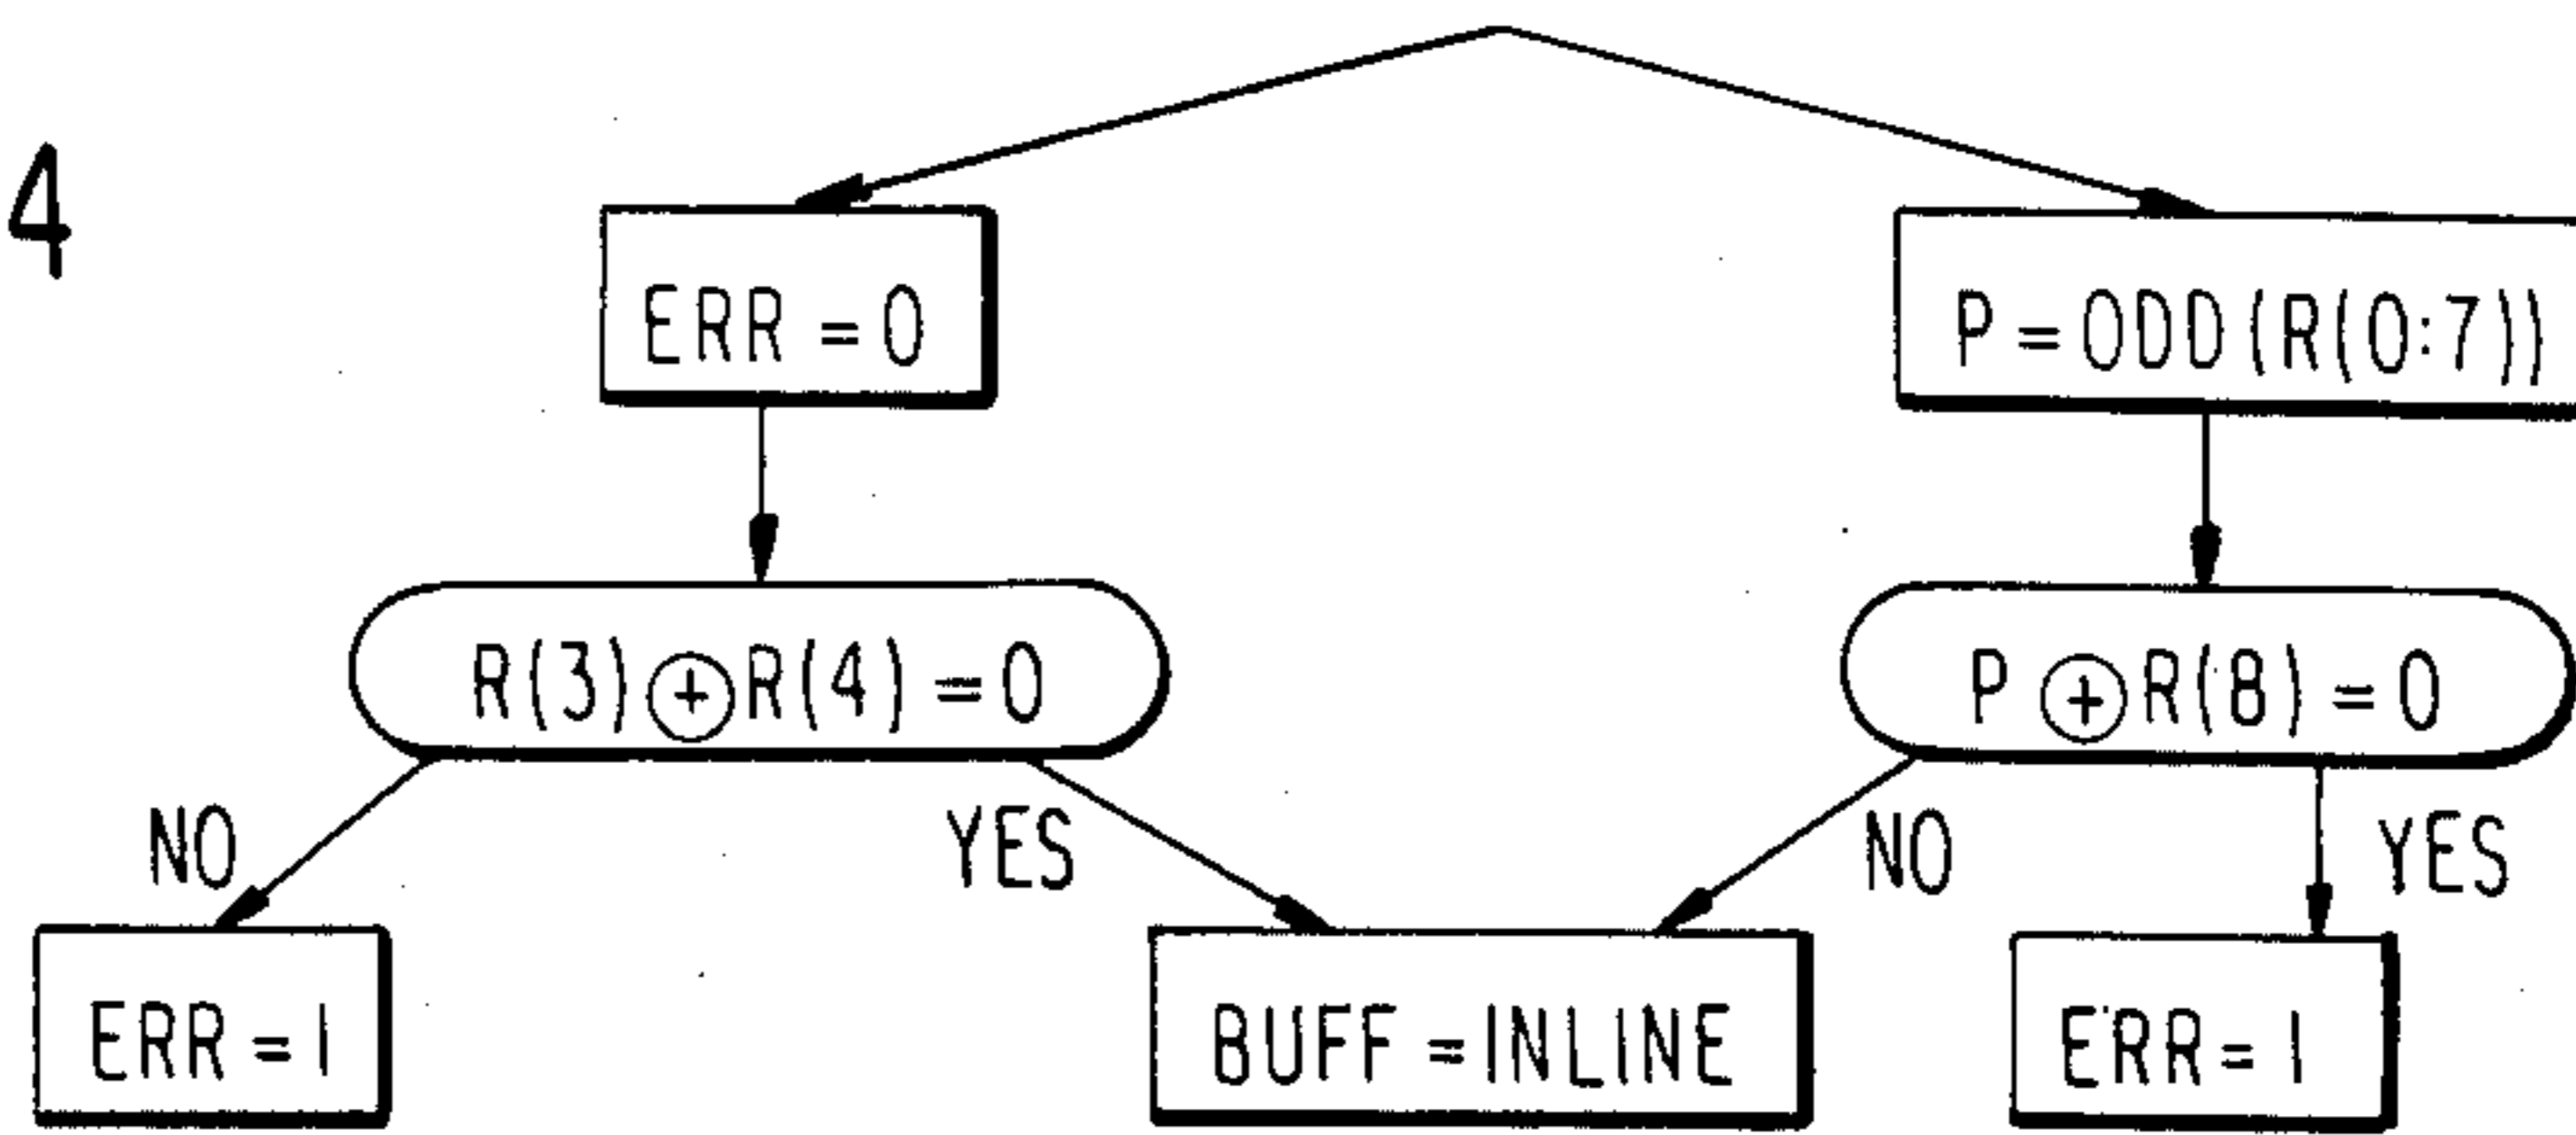 4
ERR = 0
P = ODD (R(0:7))
R(3) ⊕ R(4) = 0
P ⊕ R(8) = 0
NO
YES
NO
YES
ERR = 1
BUFF = INLINE
ERR = 1